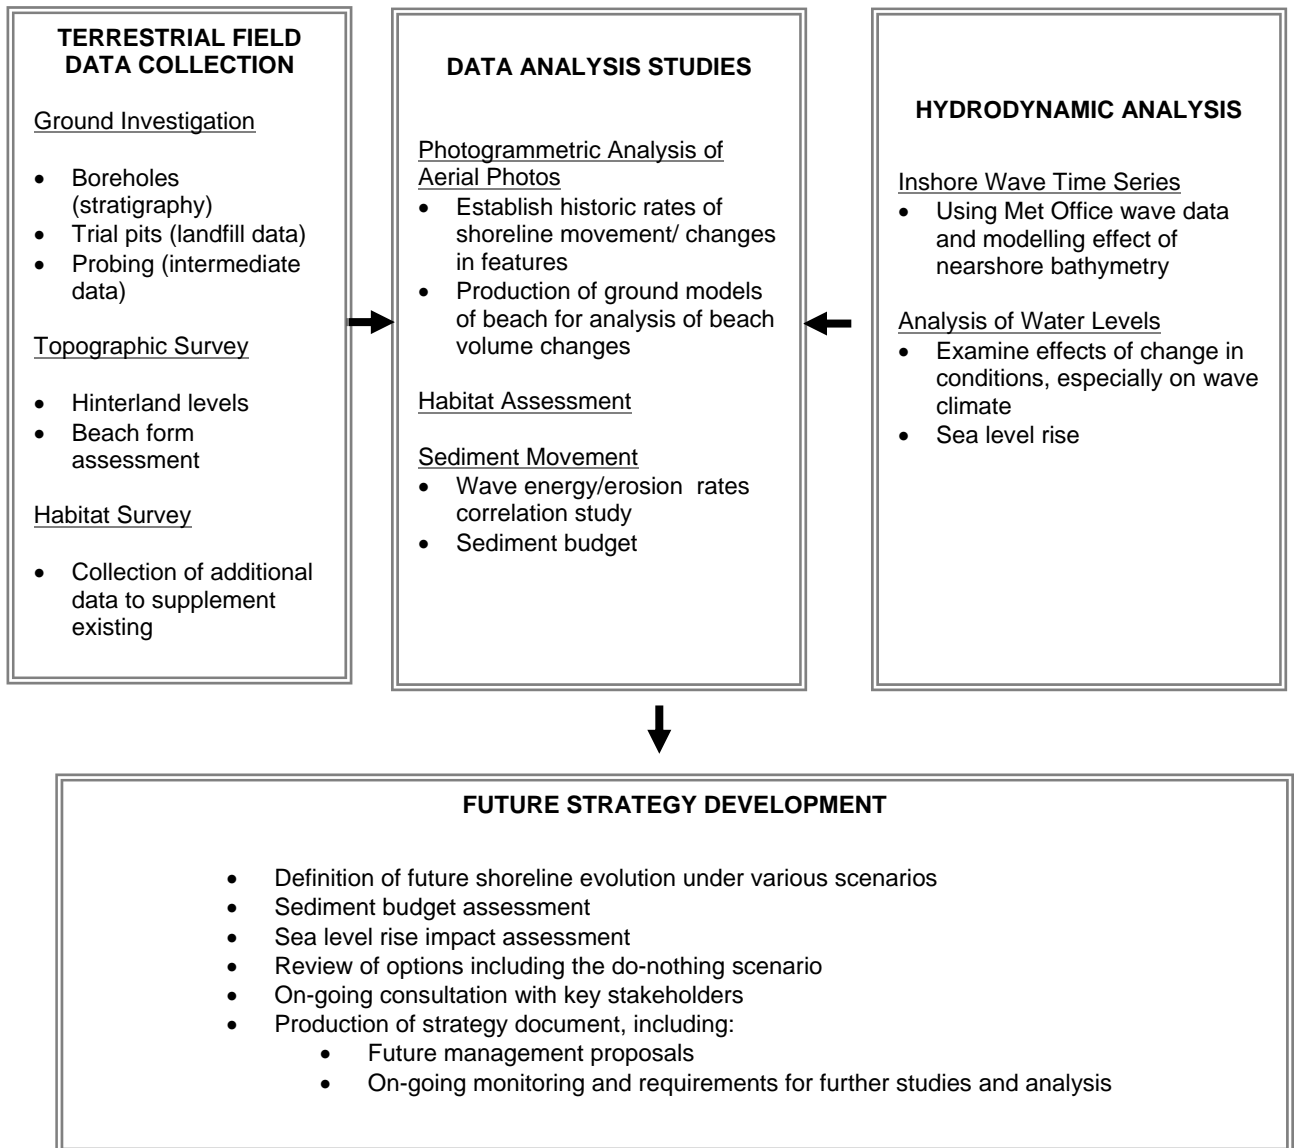 TERRESTRIAL FIELD
DATA COLLECTION
Ground Investigation
• Boreholes
(stratigraphy)
• Trial pits (landfill data)
• Probing (intermediate
data)
Topographic Survey
• Hinterland levels
• Beach form
assessment
Habitat Survey
• Collection of additional
data to supplement
existing
DATA ANALYSIS STUDIES
Photogrammetric Analysis of
Aerial Photos
• Establish historic rates of
shoreline movement/ changes
in features
• Production of ground models
of beach for analysis of beach
volume changes
Habitat Assessment
Sediment Movement
• Wave energy/erosion rates
correlation study
• Sediment budget
HYDRODYNAMIC ANALYSIS
Inshore Wave Time Series
• Using Met Office wave data
and modelling effect of
nearshore bathymetry
Analysis of Water Levels
• Examine effects of change in
conditions, especially on wave
climate
• Sea level rise
FUTURE STRATEGY DEVELOPMENT
• Definition of future shoreline evolution under various scenarios
• Sediment budget assessment
• Sea level rise impact assessment
• Review of options including the do-nothing scenario
• On-going consultation with key stakeholders
• Production of strategy document, including:
• Future management proposals
• On-going monitoring and requirements for further studies and analysis